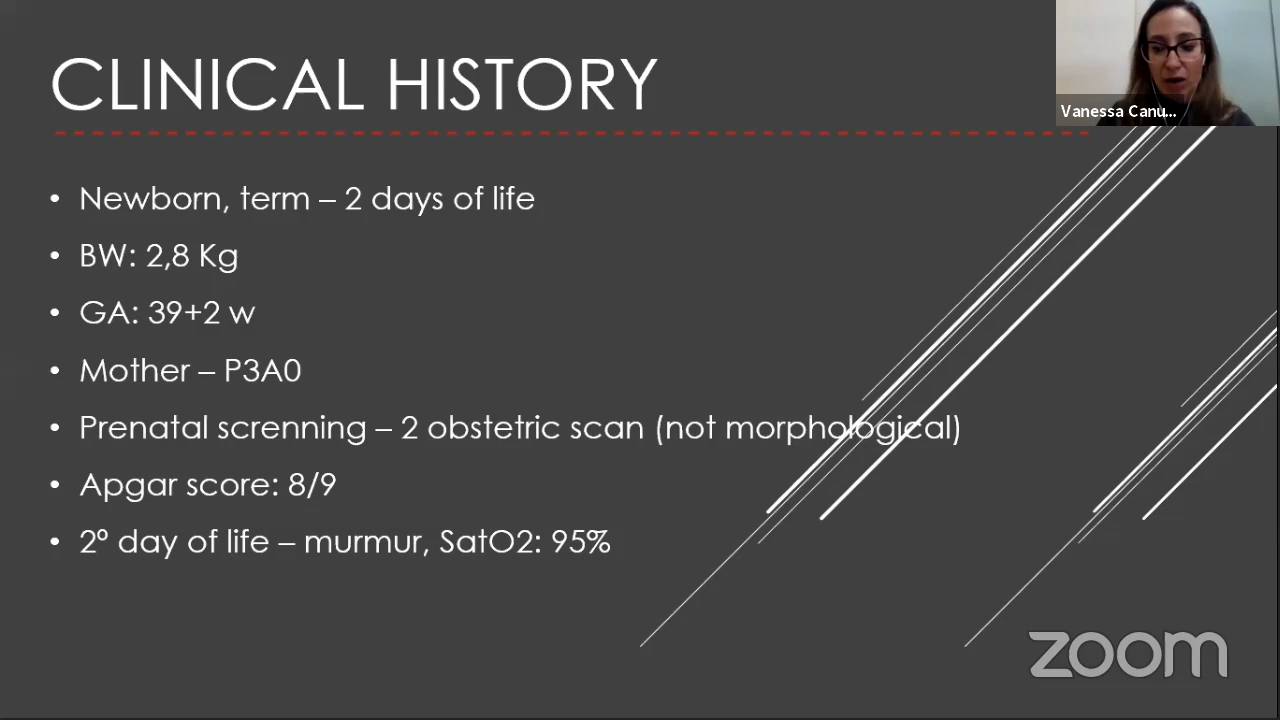 CLINICAL HISTORY
Vanessa Canu...
• Newborn, term – 2 days of life
• BW: 2,8 Kg
• GA: 39+2 w
• Mother – P3A0
• Prenatal screnning – 2 obstetric scan (not morphological)
• Apgar score: 8/9
• 2º day of life – murmur, SatO2: 95%
zoom